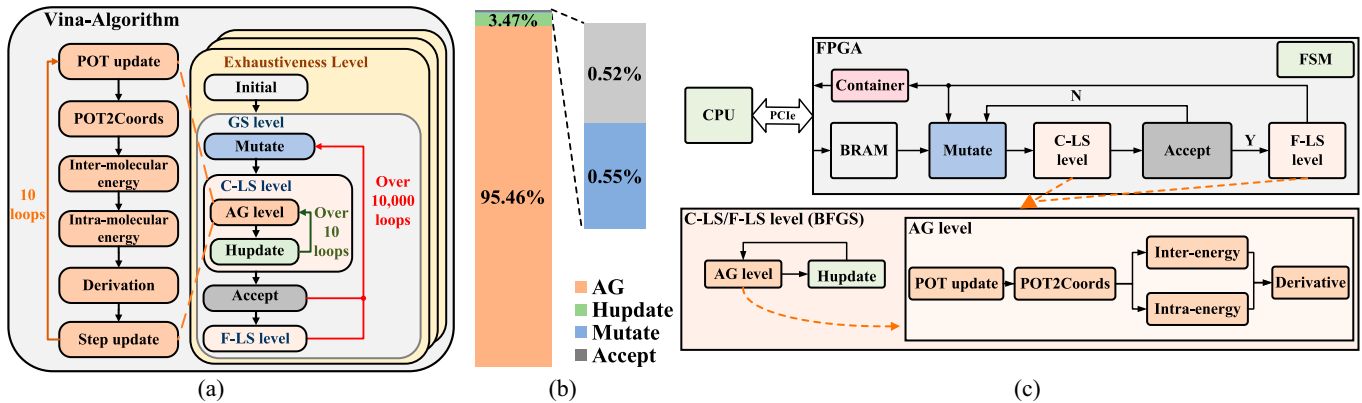 Vina-Algorithm
POT update
POT2Coords
Inter-molecular
energy
Intra-molecular
energy
Derivation
Step update
10
loops
Exhaustiveness Level
Initial
GS level
Mutate
C-LS level
AG level
Hupdate
Over
10
loops
Accept
F-LS level
Over
10,000
loops
(a)
3.47%
95.46%
0.52%
0.55%
AG
Hupdate
Mutate
Accept
(b)
CPU
PCIe
FPGA
FSM
Container
N
BRAM
Mutate
C-LS
level
Accept
Y
F-LS
level
C-LS/F-LS level (BFGS)
AG level
Hupdate
AG level
POT update
POT2Coords
Inter-energy
Intra-energy
Derivative
(c)